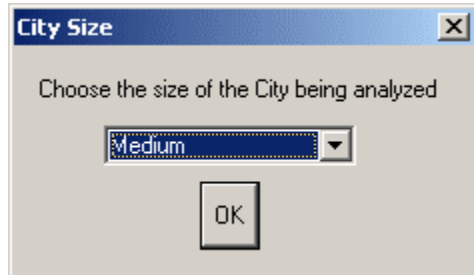 City Size
Choose the size of the City being analyzed
Medium
OK